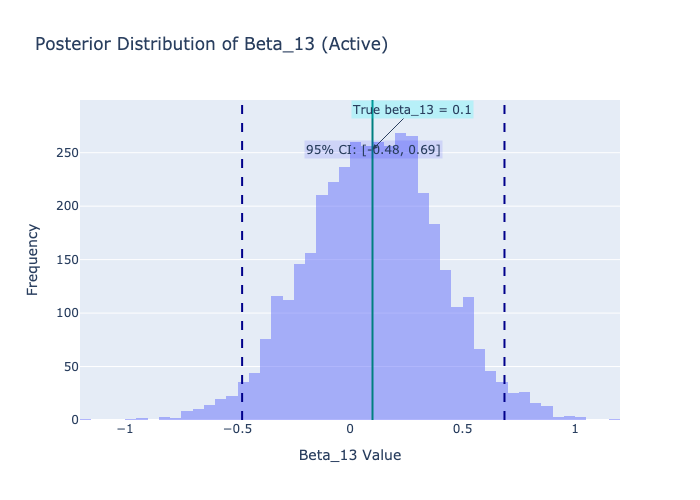 Posterior Distribution of Beta_13 (Active)
True beta_13 = 0.1
95% CI: [-0.48, 0.69]
250
200
150
100
50
0
Frequency
−1
−0.5
0
0.5
1
Beta_13 Value